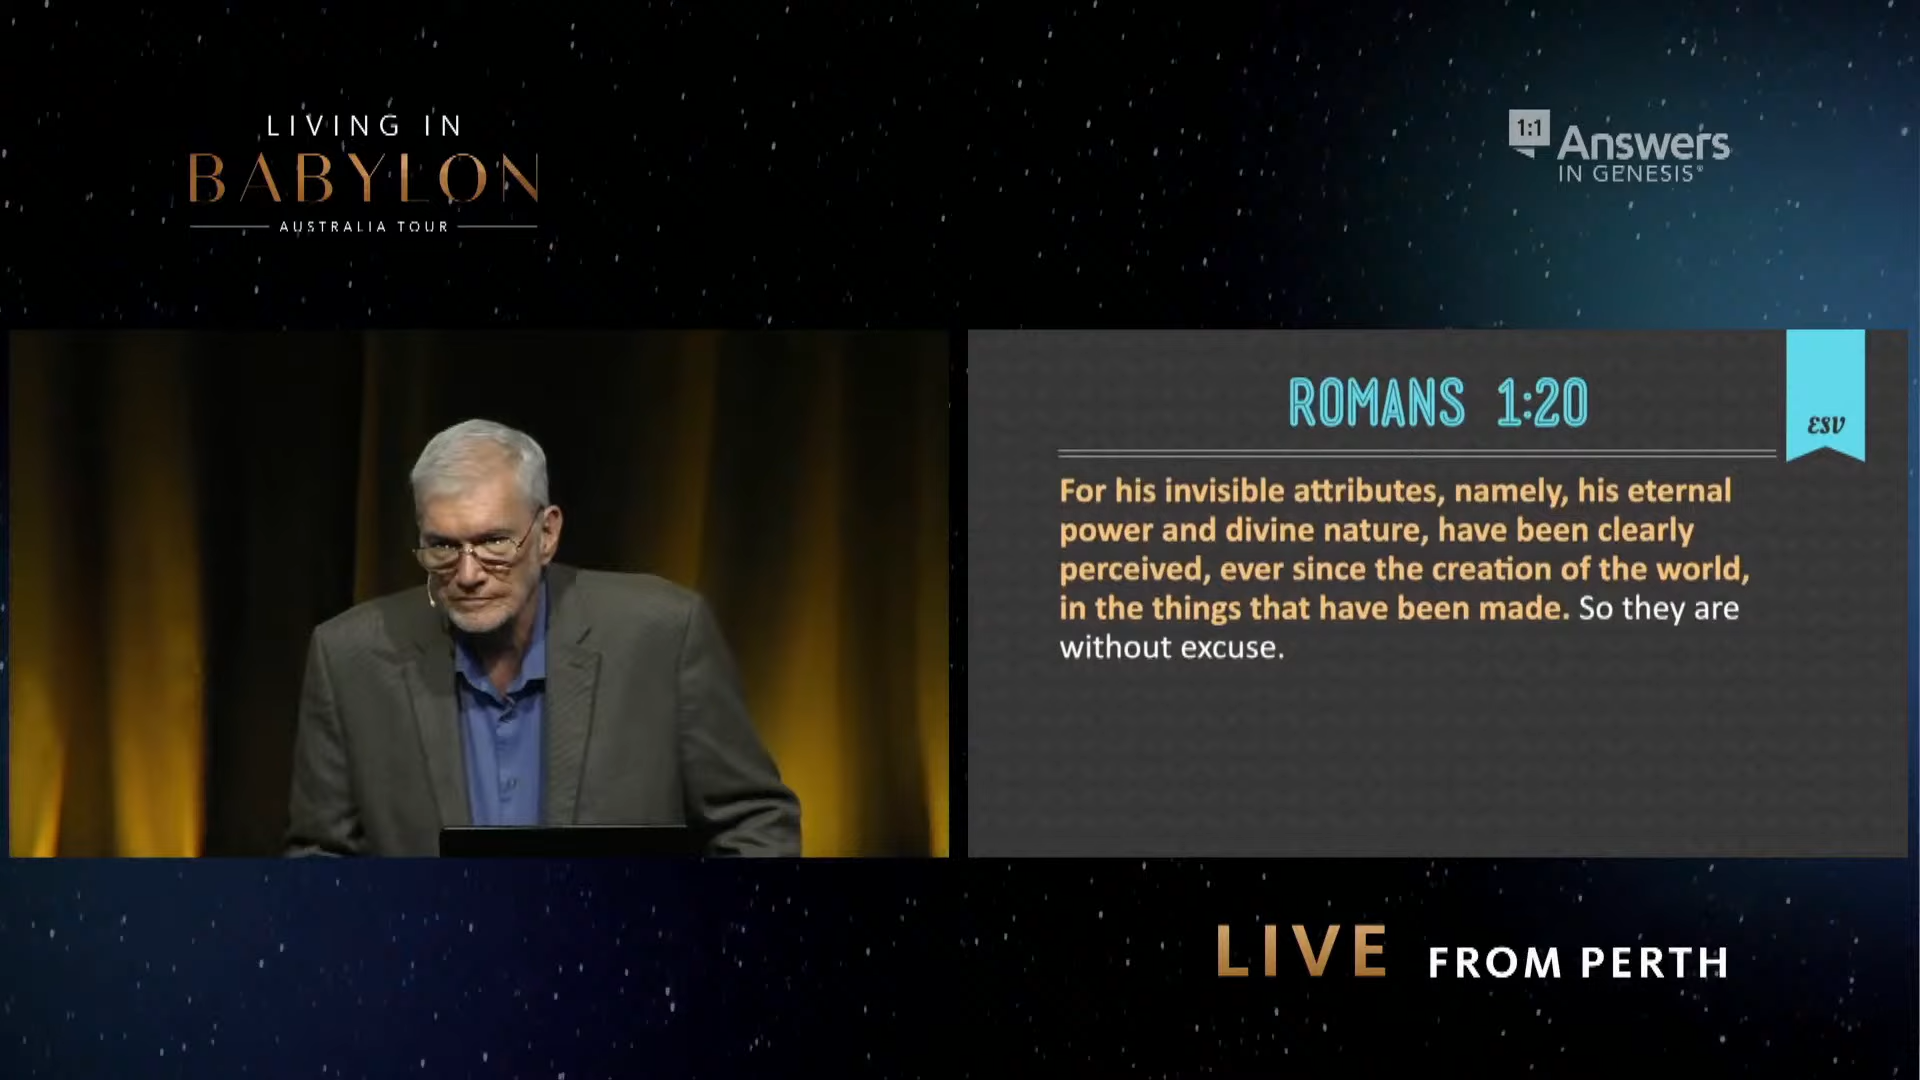 LIVING IN
BABYLON
AUSTRALIA TOUR
1:1
Answers
IN GENESIS®
ROMANS 1:20
ESV
For his invisible attributes, namely, his eternal
power and divine nature, have been clearly
perceived, ever since the creation of the world,
in the things that have been made. So they are
without excuse.
LIVE FROM PERTH